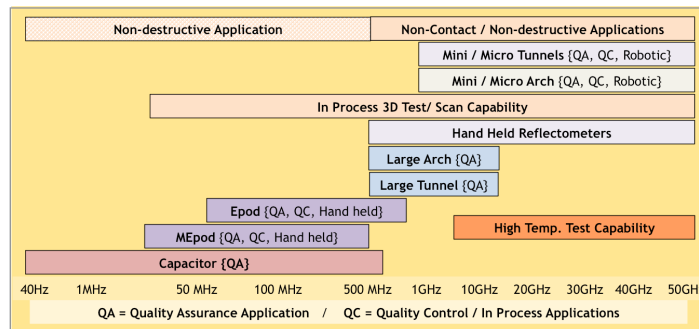 Non-destructive Application
Non-Contact / Non-destructive Applications
Mini / Micro Tunnels {QA, QC, Robotic}
Mini / Micro Arch {QA, QC, Robotic}
In Process 3D Test/ Scan Capability
Hand Held Reflectometers
Large Arch {QA}
Large Tunnel {QA}
Epod {QA, QC, Hand held}
High Temp. Test Capability
MEpod {QA, QC, Hand held}
Capacitor {QA}
40Hz 1MHz 50 MHz 100 MHz 500 MHz 1GHz 10GHz 20GHz 30GHz 40GHz 50GH
QA = Quality Assurance Application / QC = Quality Control / In Process Applications